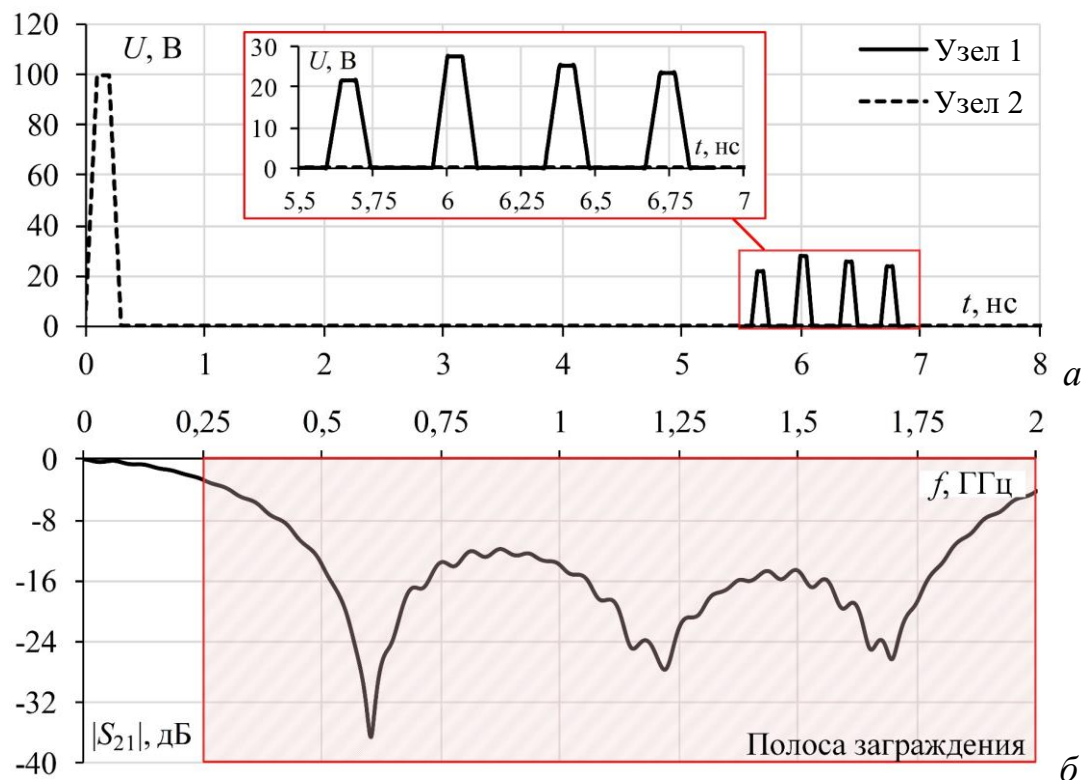 120
100
80
60
40
20
0
U, В
30
20
10
0
U, В
t, нс
5,5 5,75 6 6,25 6,5 6,75 7
Узел 1
Узел 2
t, нс
0 1 2 3 4 5 6 7 8
а
0 0,25 0,5 0,75 1 1,25 1,5 1,75 2
0
-8
-16
-24
-32
-40
f, ГГц
|S21|, дБ
Полоса заграждения
б